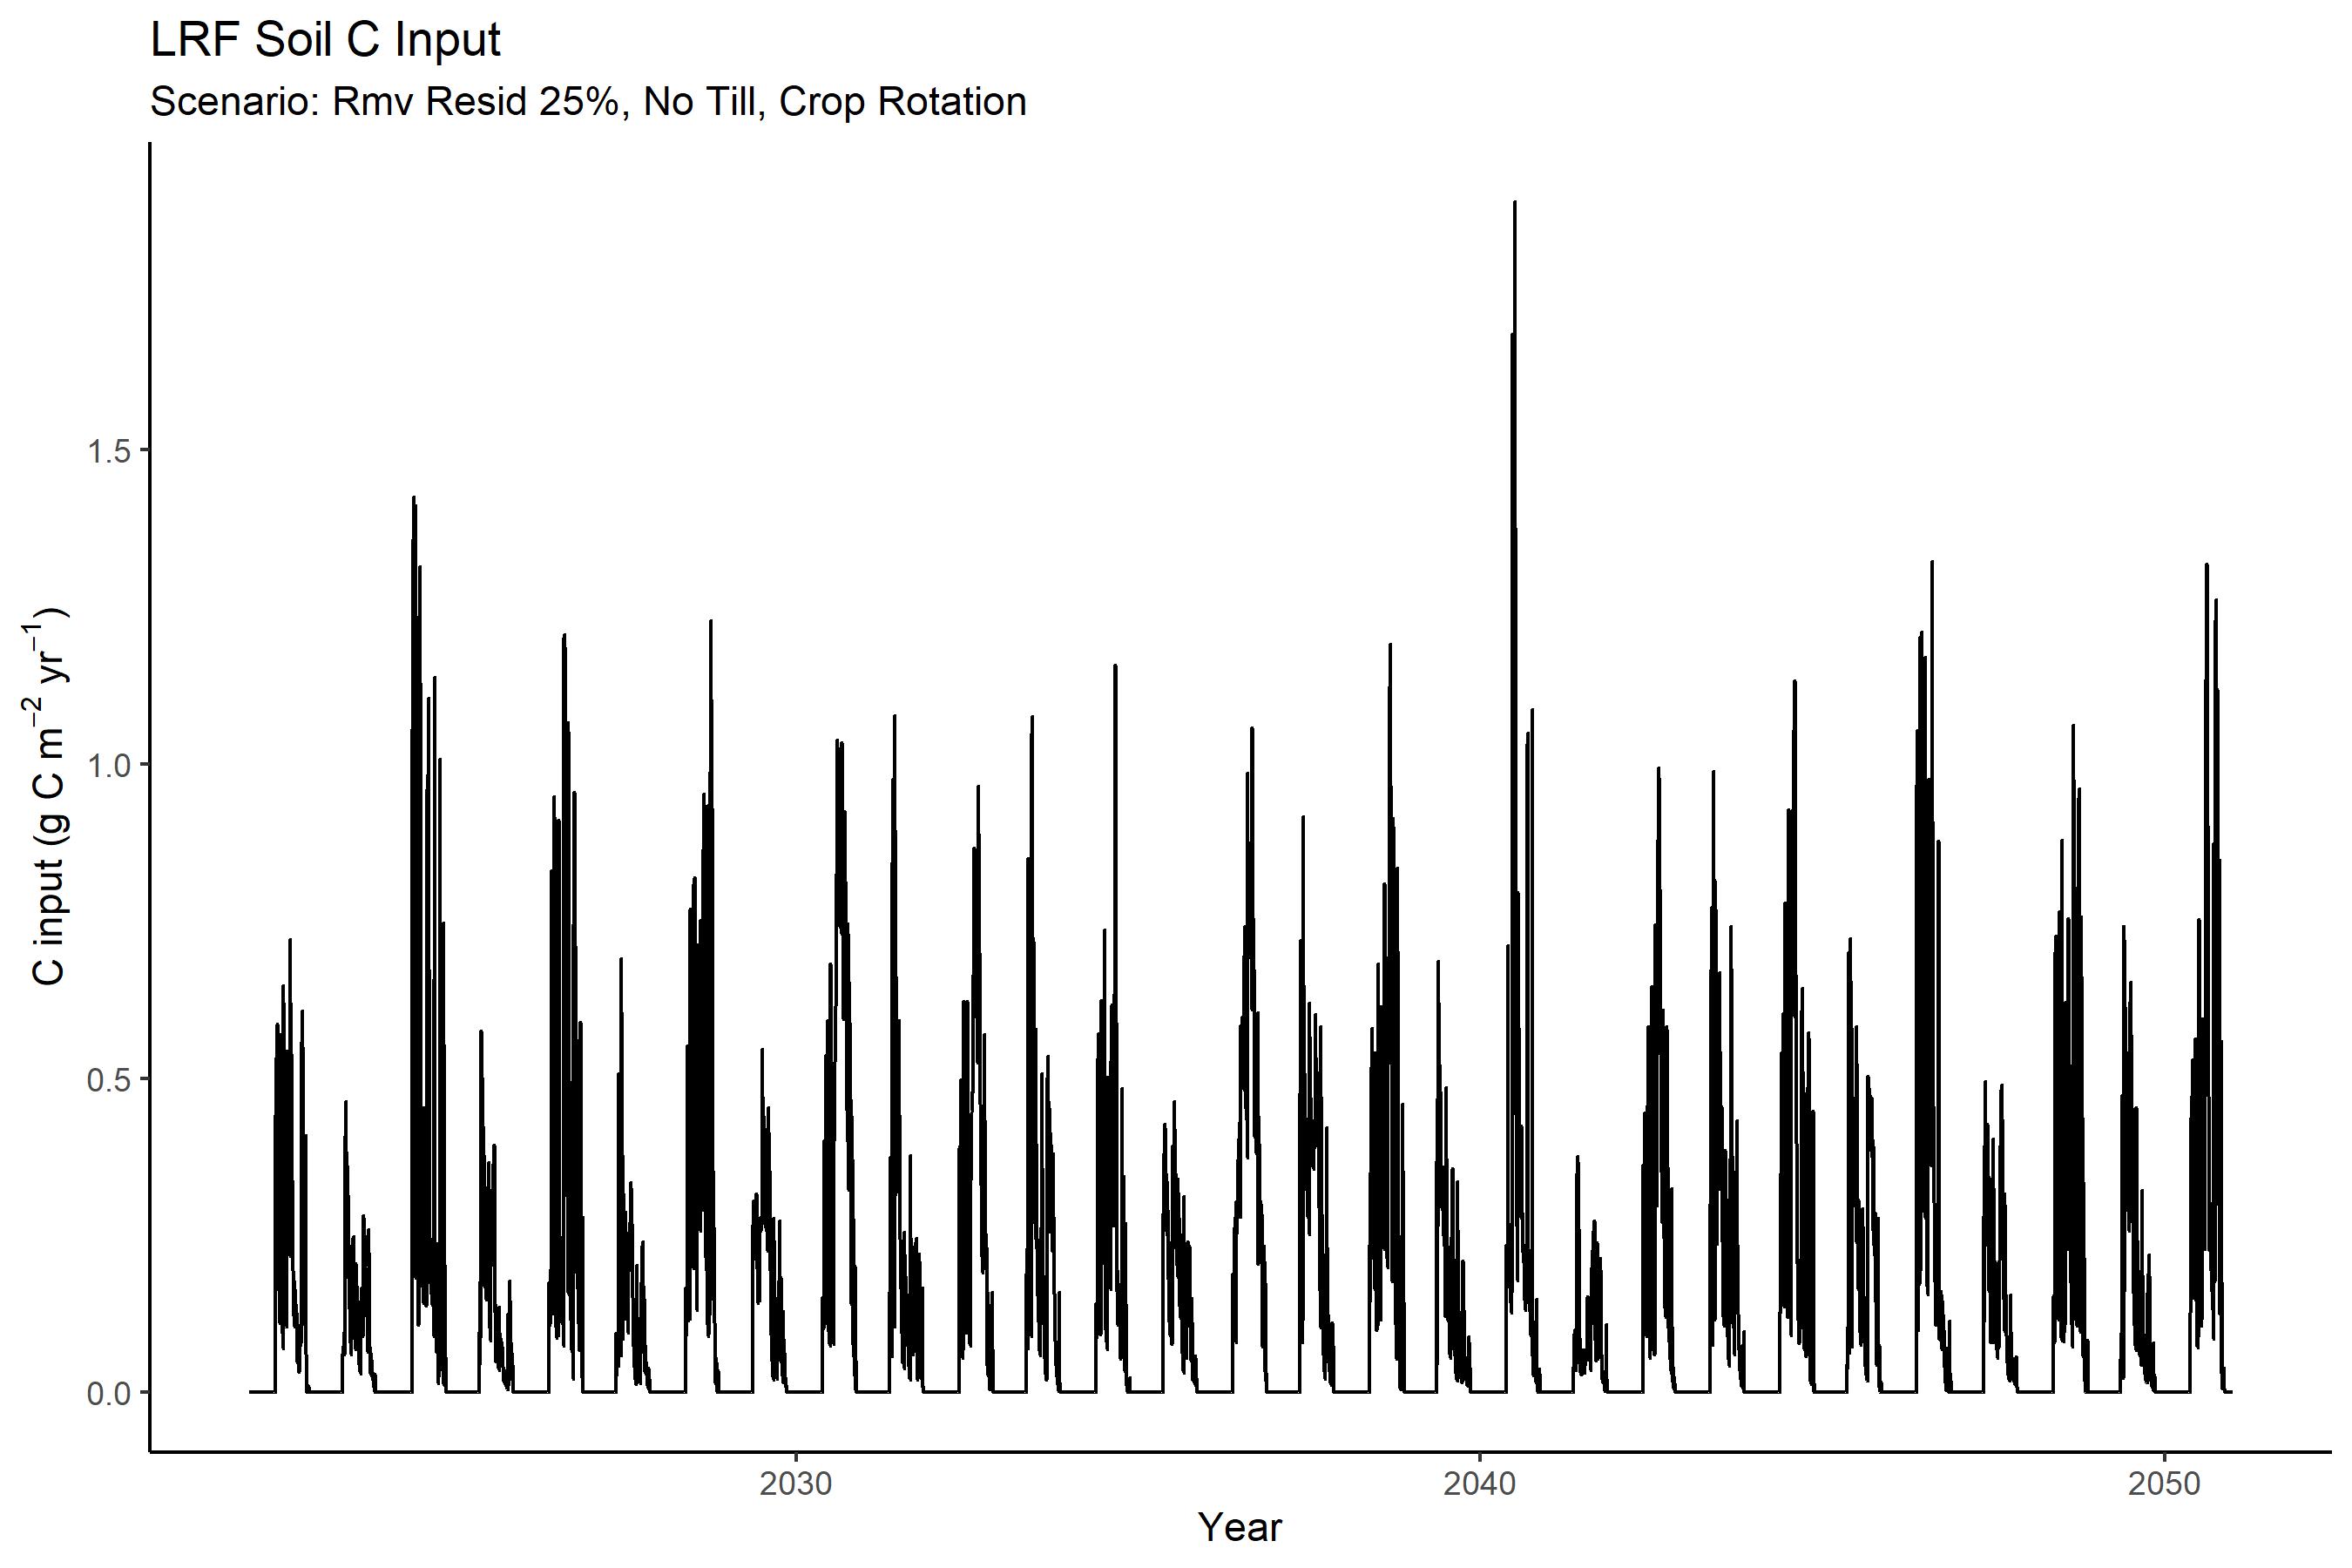 LRF Soil C Input
Scenario: Rmv Resid 25%, No Till, Crop Rotation
C input (g C m⁻² yr⁻¹)
1.5
1.0
0.5
0.0
2030 2040 2050
Year